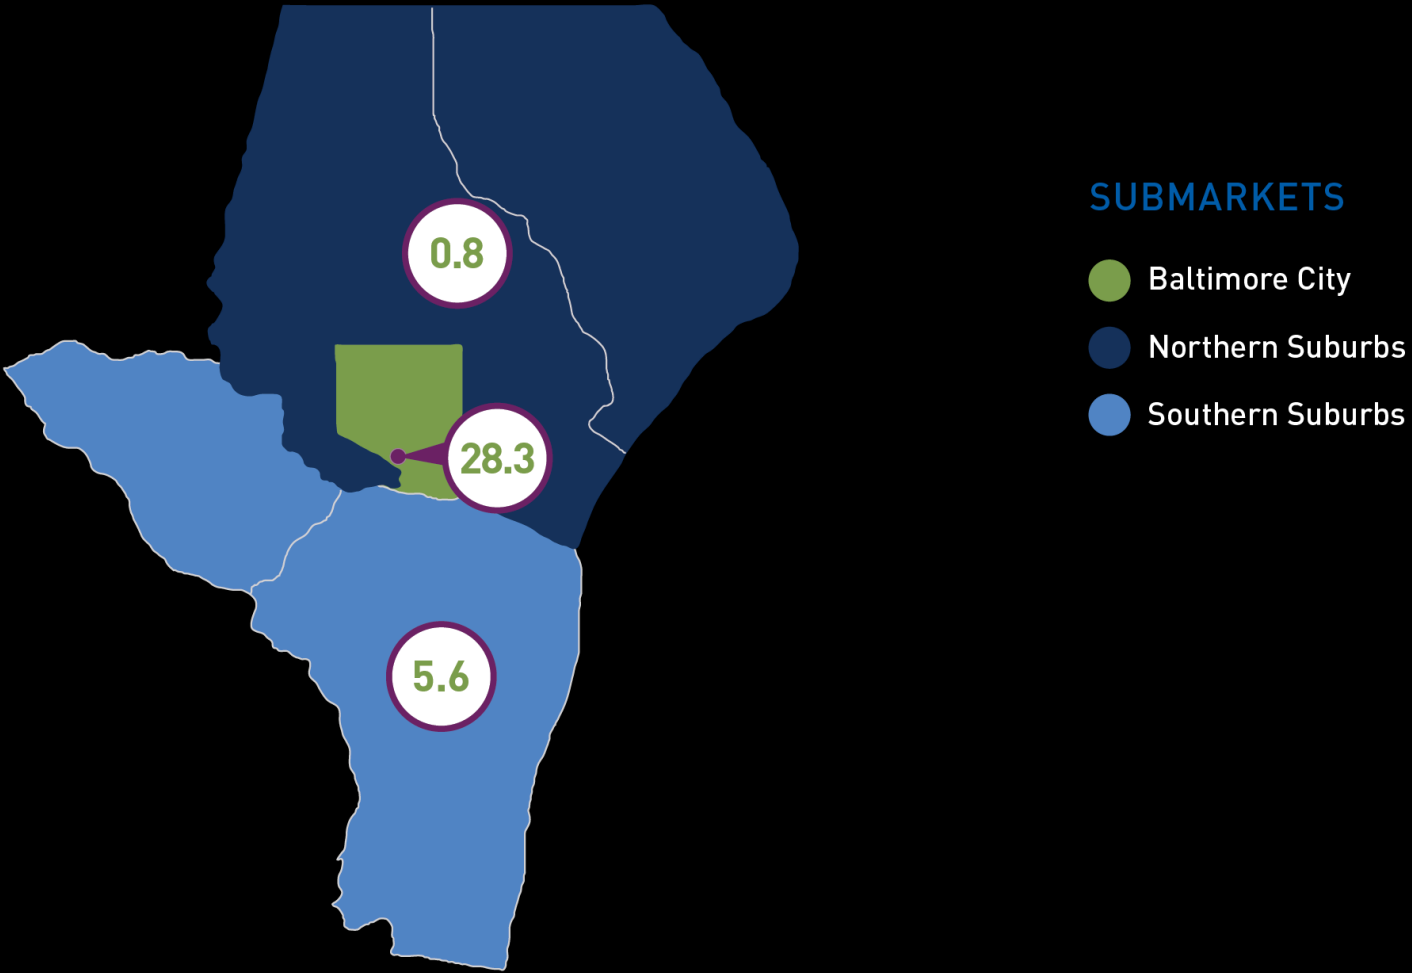 0.8
28.3
5.6
SUBMARKETS
Baltimore City
Northern Suburbs
Southern Suburbs